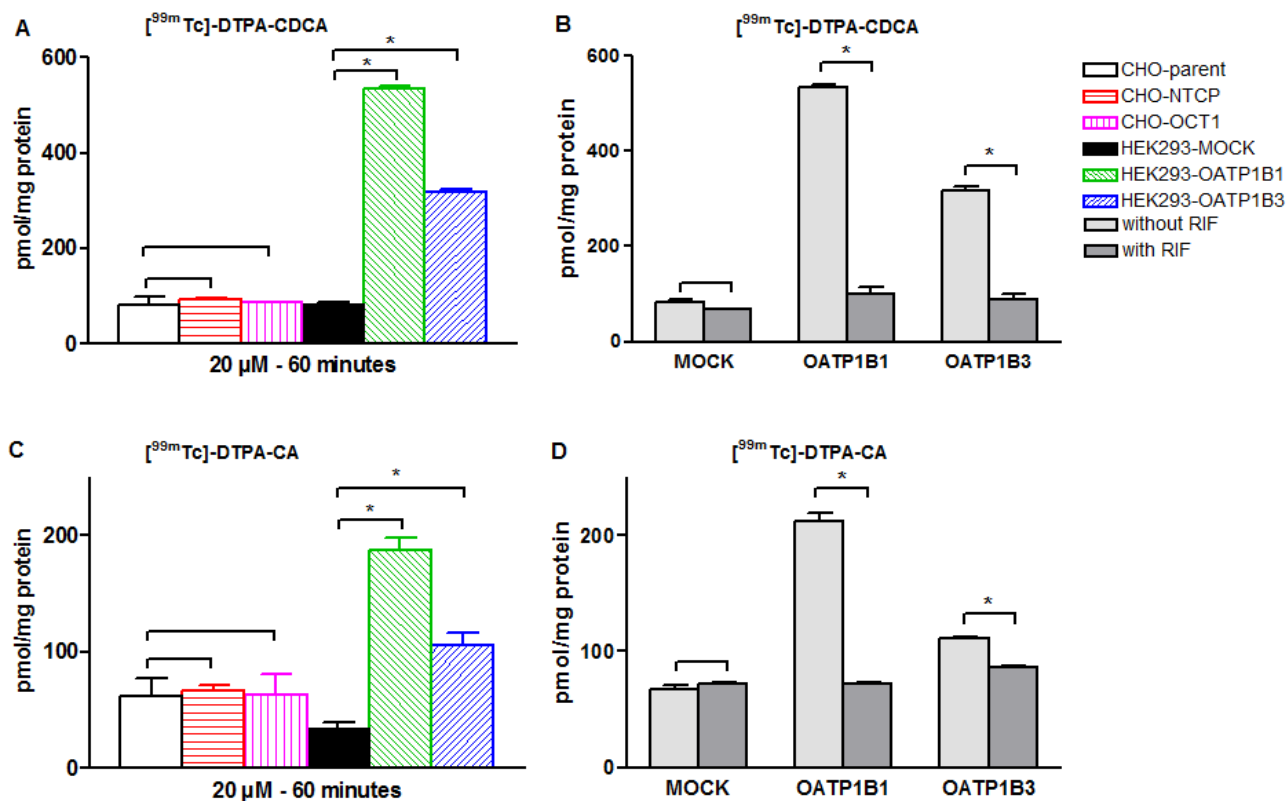 A
[99mTc]-DTPA-CDCA
pmol/mg protein
600
400
200
0
*
*
20 µM - 60 minutes
B
[99mTc]-DTPA-CDCA
pmol/mg protein
600
400
200
0
*
*
MOCK OATP1B1 OATP1B3
CHO-parent
CHO-NTCP
CHO-OCT1
HEK293-MOCK
HEK293-OATP1B1
HEK293-OATP1B3
without RIF
with RIF
C
[99mTc]-DTPA-CA
pmol/mg protein
200
100
0
*
*
20 µM - 60 minutes
D
[99mTc]-DTPA-CA
pmol/mg protein
200
100
0
*
*
MOCK OATP1B1 OATP1B3